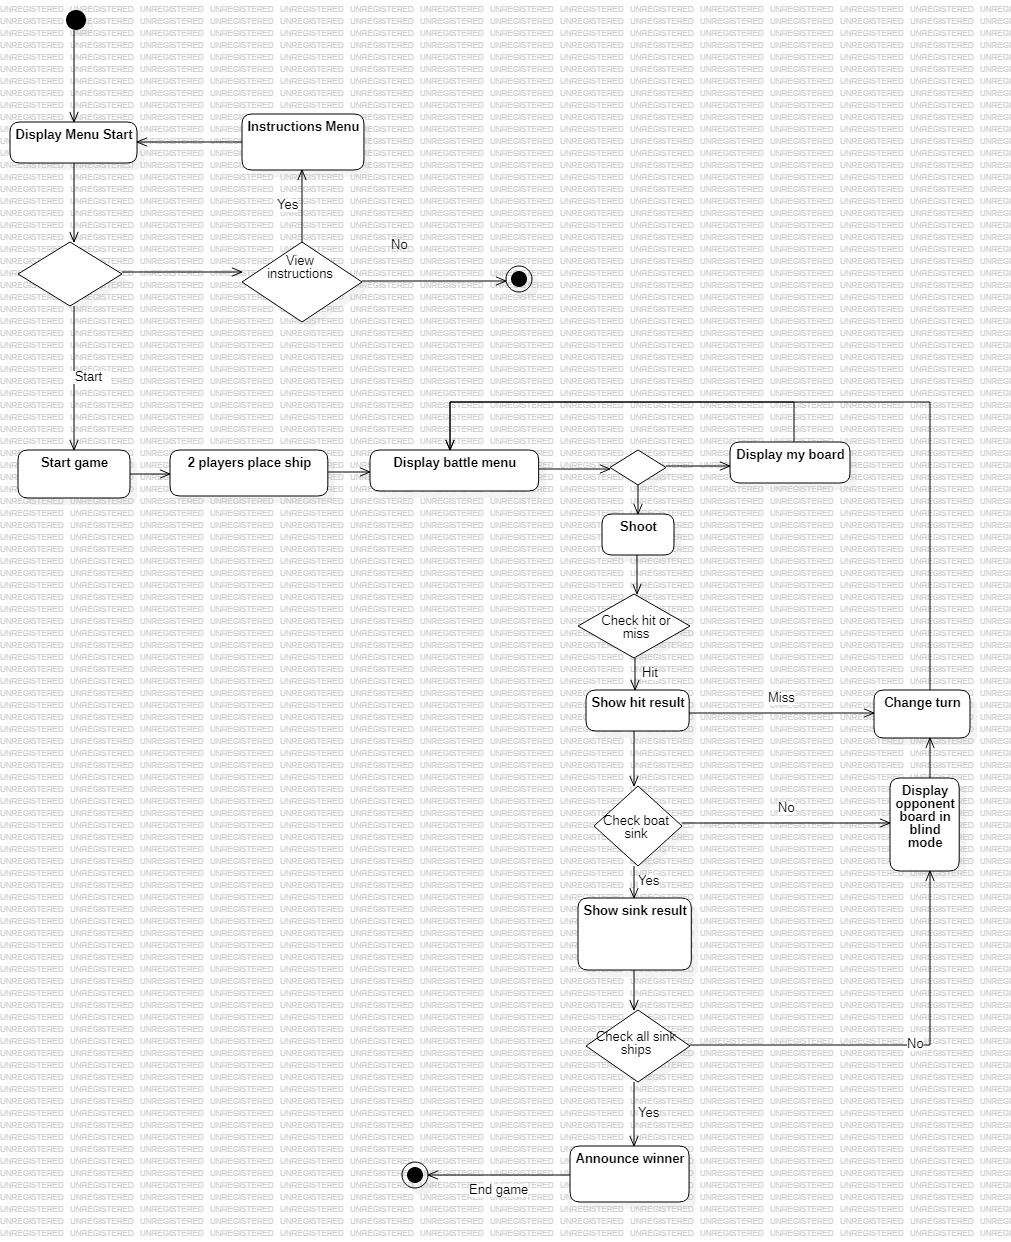 Display Menu Start
Instructions Menu
Yes
View
instructions
No
Start
Start game
2 players place ship
Display battle menu
Display my board
Shoot
Check hit or
miss
Hit
Show hit result
Miss
Change turn
Check boat
sink
No
Display
opponent
board in
blind
mode
Yes
Show sink result
Check all sink
ships
No
Yes
Announce winner
End game
UNREGISTERED